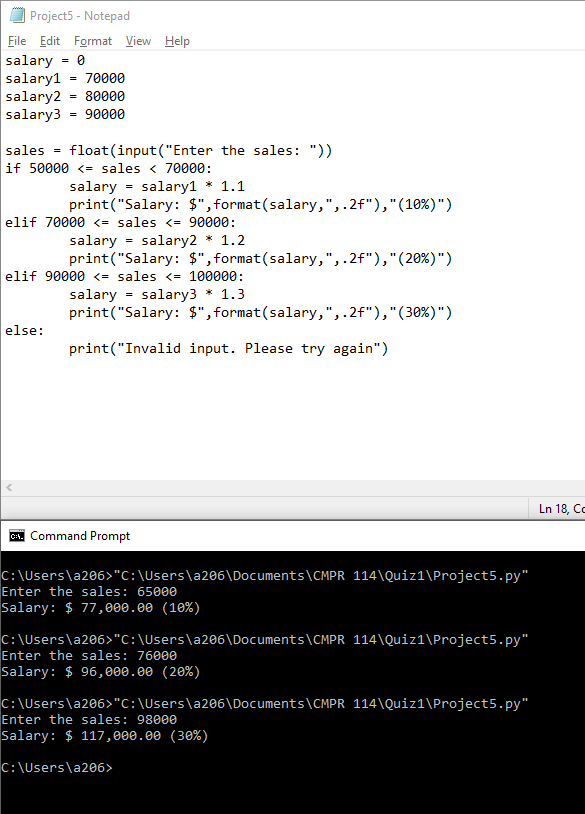 Project5 - Notepad
File Edit Format View Help
salary = 0
salary1 = 70000
salary2 = 80000
salary3 = 90000
sales = float(input("Enter the sales: "))
if 50000 <= sales < 70000:
        salary = salary1 * 1.1
        print("Salary: $",format(salary,",.2f"),"(10%)")
elif 70000 <= sales <= 90000:
        salary = salary2 * 1.2
        print("Salary: $",format(salary,",.2f"),"(20%)")
elif 90000 <= sales <= 100000:
        salary = salary3 * 1.3
        print("Salary: $",format(salary,",.2f"),"(30%)")
else:
        print("Invalid input. Please try again")
Ln 18, Co
Command Prompt
C:\Users\a206>"C:\Users\a206\Documents\CMPR 114\Quiz1\Project5.py"
Enter the sales: 65000
Salary: $ 77,000.00 (10%)
C:\Users\a206>"C:\Users\a206\Documents\CMPR 114\Quiz1\Project5.py"
Enter the sales: 76000
Salary: $ 96,000.00 (20%)
C:\Users\a206>"C:\Users\a206\Documents\CMPR 114\Quiz1\Project5.py"
Enter the sales: 98000
Salary: $ 117,000.00 (30%)
C:\Users\a206>